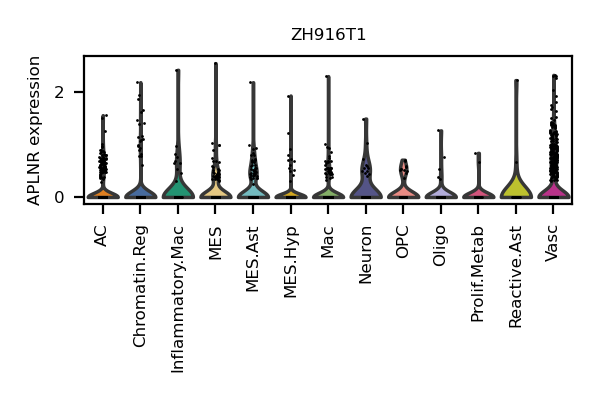 ZH916T1
APLNR expression
2
0
AC
Chromatin.Reg
Inflammatory.Mac
MES
MES.Ast
MES.Hyp
Mac
Neuron
OPC
Oligo
Prolif.Metab
Reactive.Ast
Vasc